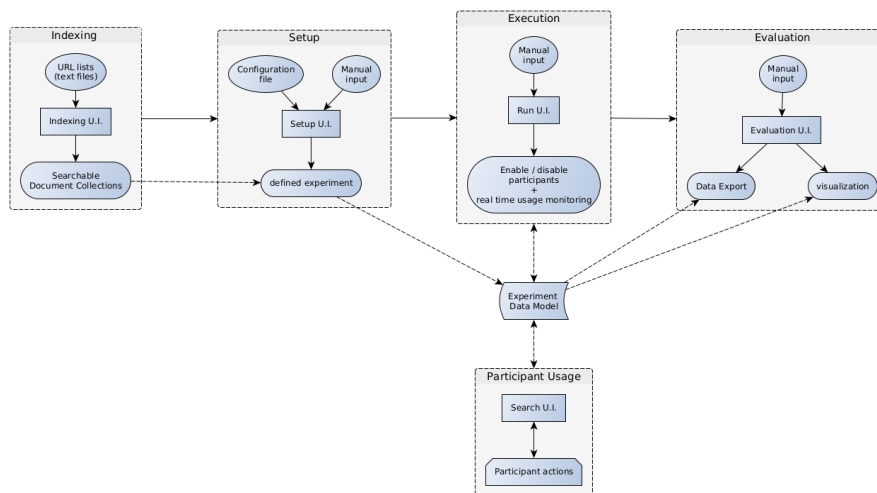 Indexing
URL lists
(text files)
Indexing U.I.
Searchable
Document Collections
Setup
Configuration
file
Manual
input
Setup U.I.
defined experiment
Execution
Manual
input
Run U.I.
Enable / disable
participants
+
real time usage monitoring
Evaluation
Manual
input
Evaluation U.I.
Data Export
visualization
Experiment
Data Model
Participant Usage
Search U.I.
Participant actions